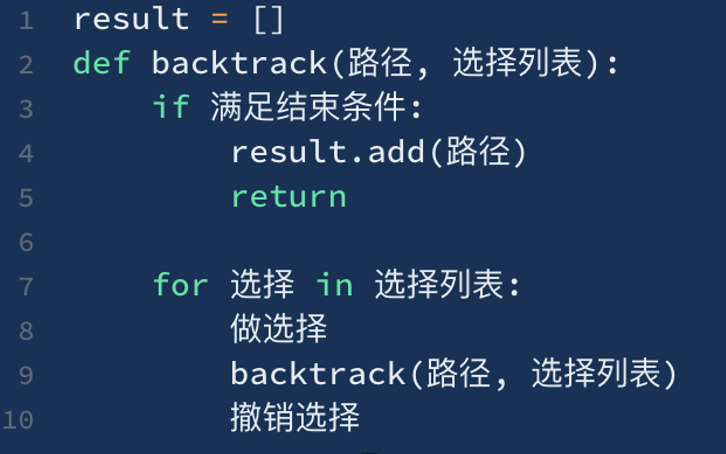 1 result = []
2 def backtrack(路径, 选择列表):
3 if 满足结束条件:
4 result.add(路径)
5 return
6
7 for 选择 in 选择列表:
8 做选择
9 backtrack(路径, 选择列表)
10 撤销选择